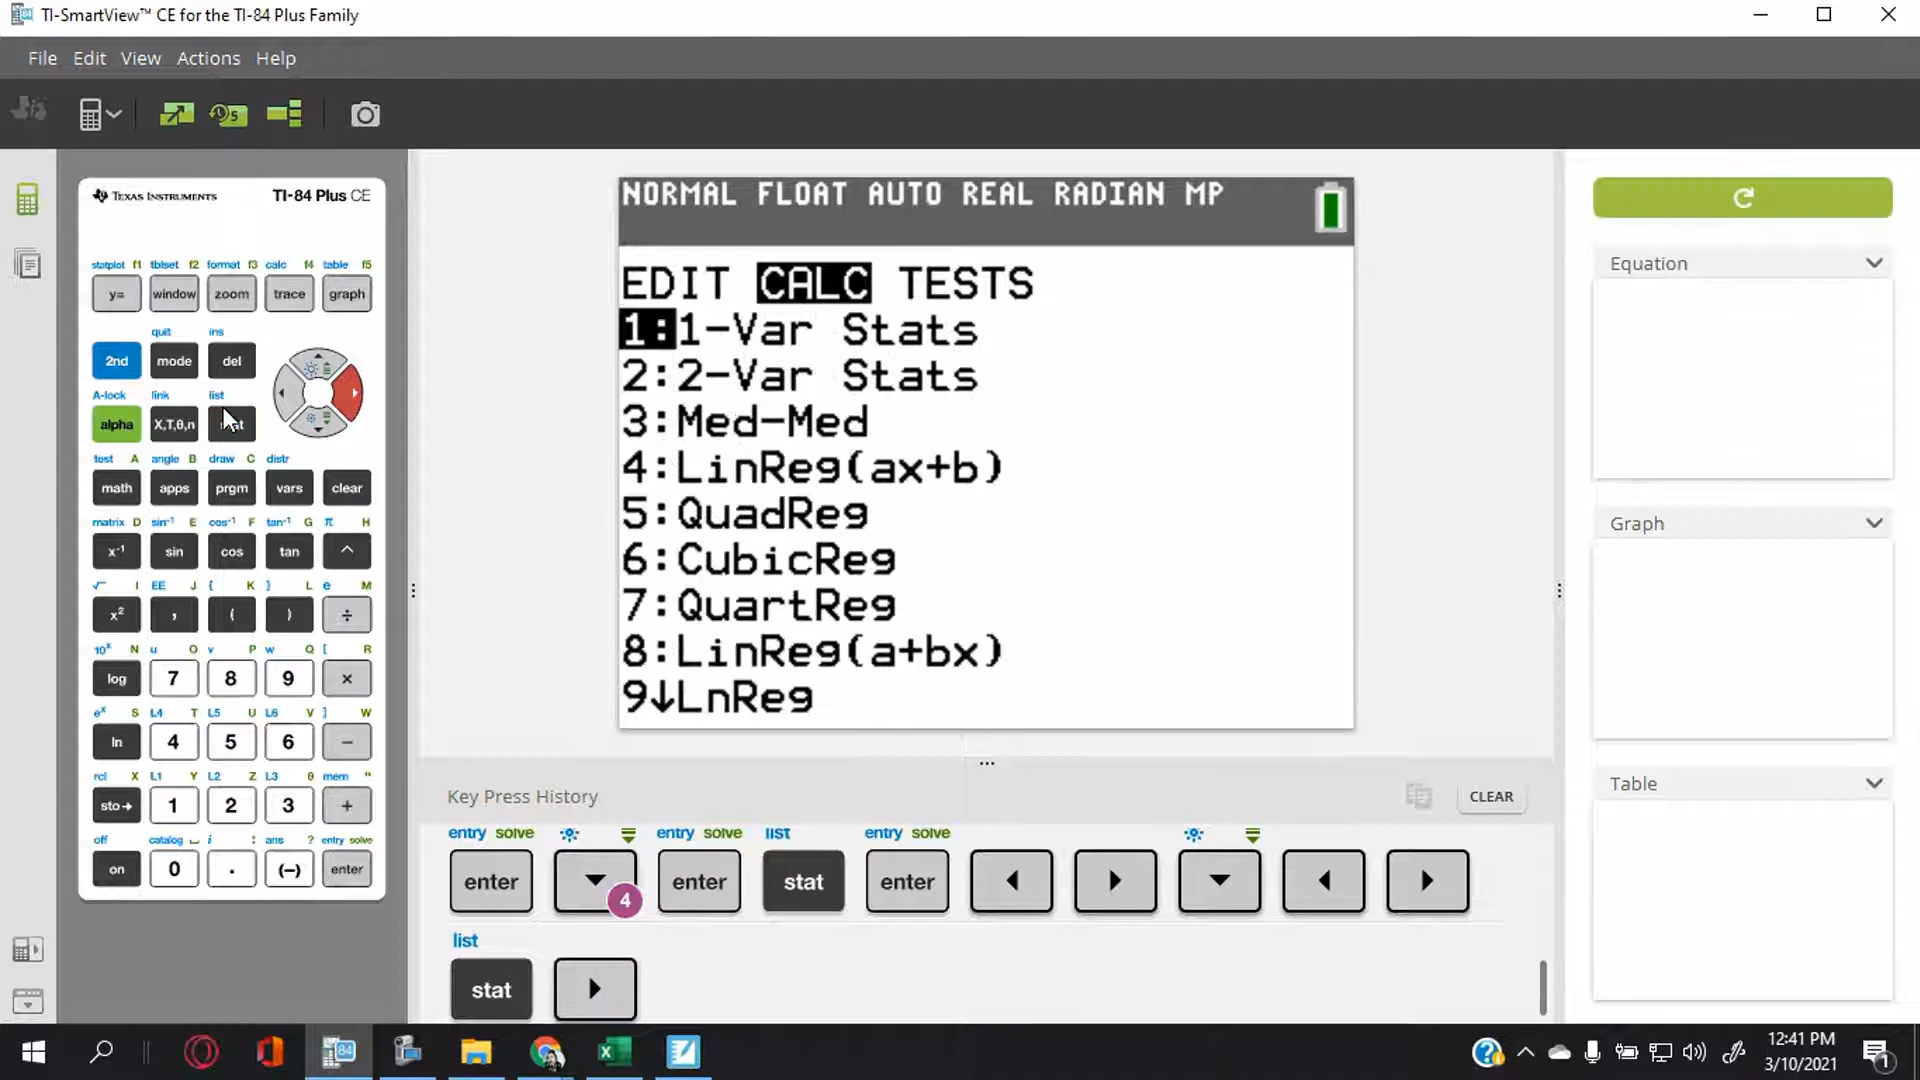 TI-SmartView™ CE for the TI-84 Plus Family
File Edit View Actions Help
TEXAS INSTRUMENTS TI-84 Plus CE
statplot f1 tblset f2 format f3 calc f4 table f5
y= window zoom trace graph
quit ins
2nd mode del
A-lock link list
alpha X,T,θ,n
test A angle B draw C distr
math apps prgm vars clear
matrix D sin⁻¹ E cos⁻¹ F tan⁻¹ G π H
x⁻¹ sin cos tan ^
√ I EE J { K } L e M
x² , ( ) ÷
10ˣ N u O v P w Q [ R
log 7 8 9 ×
eˣ S L4 T L5 U L6 V ] W
ln 4 5 6 −
rcl X L1 Y L2 Z L3 θ mem "
sto→ 1 2 3 +
off catalog i : ans ? entry solve
on 0 . (−) enter
NORMAL FLOAT AUTO REAL RADIAN MP
EDIT CALC TESTS
1:1-Var Stats
2:2-Var Stats
3:Med-Med
4:LinReg(ax+b)
5:QuadReg
6:CubicReg
7:QuartReg
8:LinReg(a+bx)
9↓LnReg
Key Press History CLEAR
entry solve entry solve list entry solve
enter 4 enter stat enter
list
stat
Equation
Graph
Table
84
12:41 PM
3/10/2021
1